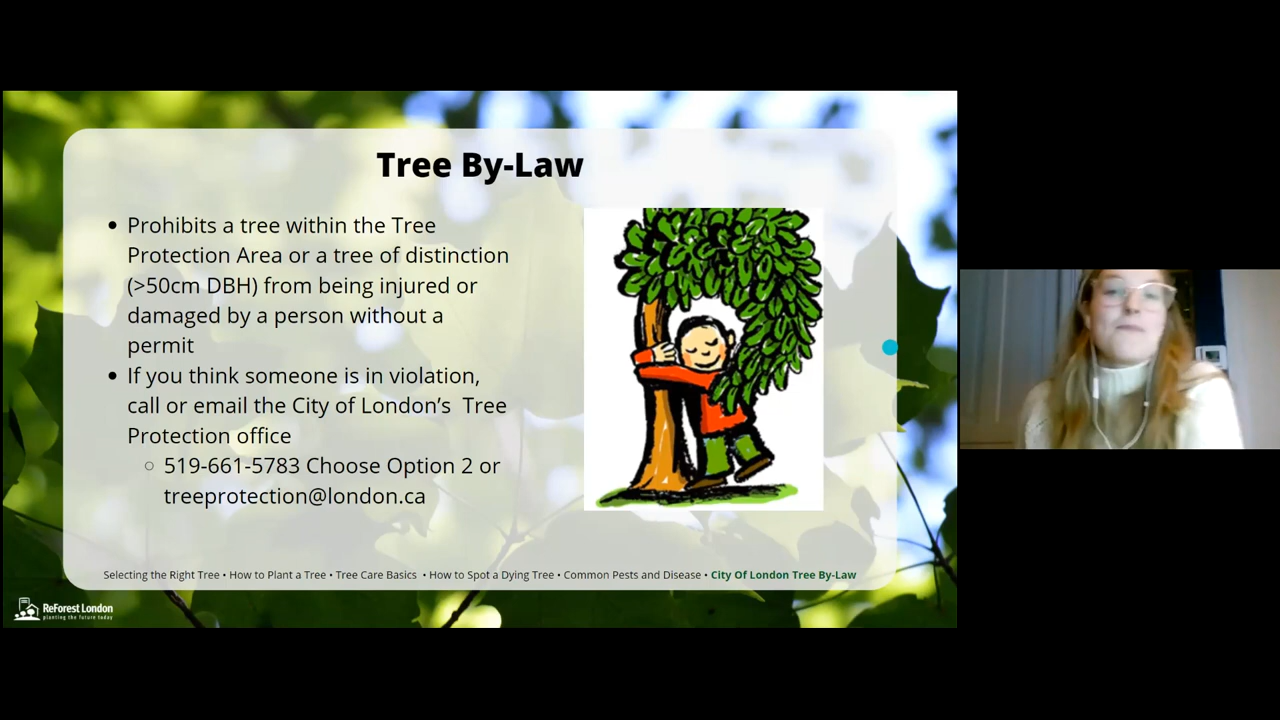 Tree By-Law
• Prohibits a tree within the Tree
Protection Area or a tree of distinction
(>50cm DBH) from being injured or
damaged by a person without a
permit
• If you think someone is in violation,
call or email the City of London’s  Tree
Protection office
○ 519-661-5783 Choose Option 2 or
treeprotection@london.ca
Selecting the Right Tree • How to Plant a Tree • Tree Care Basics • How to Spot a Dying Tree • Common Pests and Disease • City Of London Tree By-Law
ReForest London
planting the future today